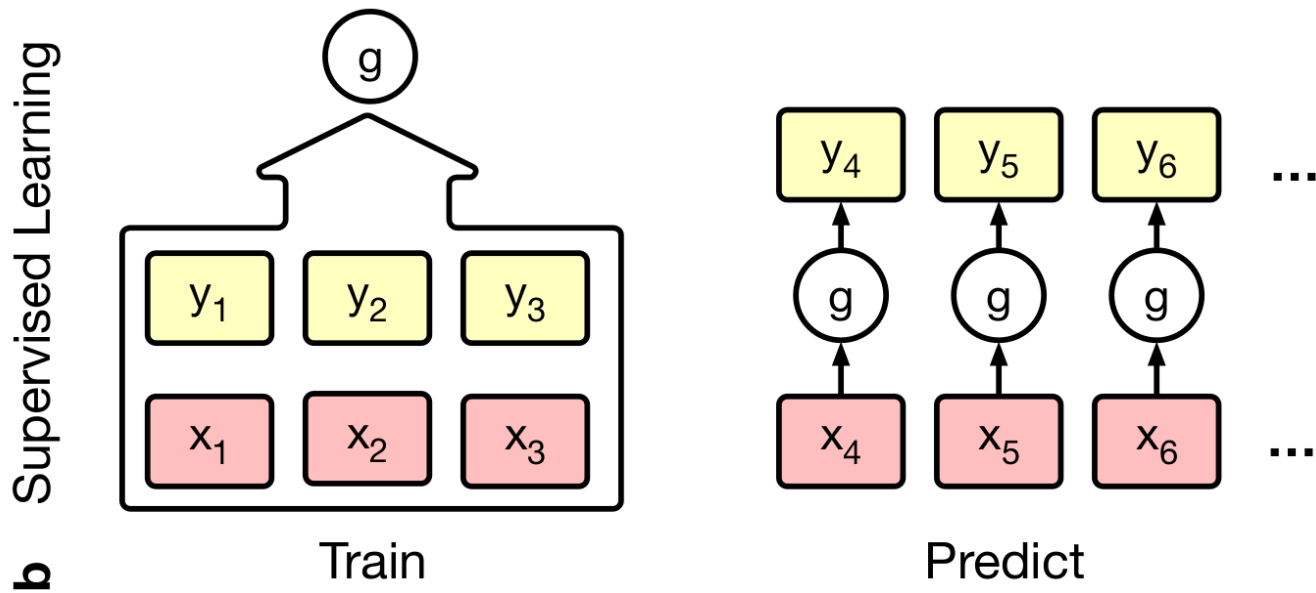 b Supervised Learning
g
y₁ y₂ y₃
x₁ x₂ x₃
Train
y₄ y₅ y₆ ...
g g g
x₄ x₅ x₆ ...
Predict